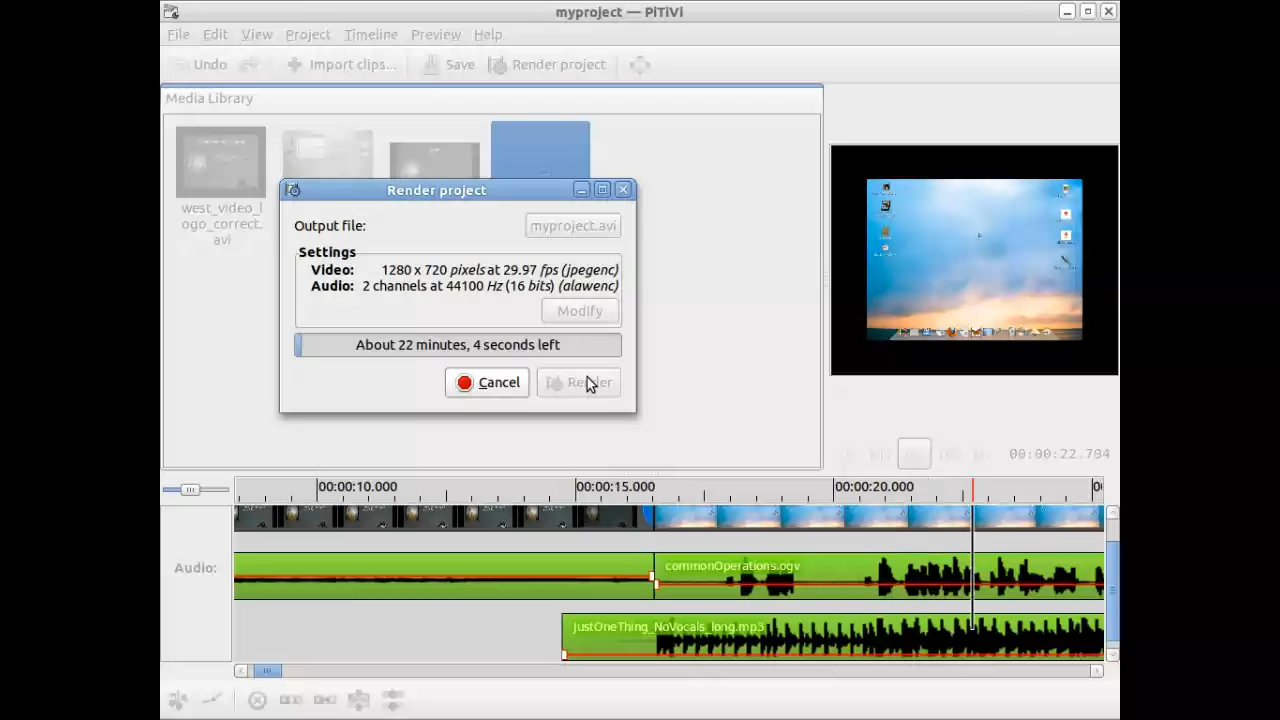 myproject — PiTiVi
File Edit View Project Timeline Preview Help
Undo Import clips... Save Render project
Media Library
west_video_l
ogo_correct.
avi
Render project
Output file: myproject.avi
Settings
Video: 1280 x 720 pixels at 29.97 fps (jpegenc)
Audio: 2 channels at 44100 Hz (16 bits) (alawenc)
Modify
About 22 minutes, 4 seconds left
Cancel Render
00:00:22.794
00:00:10.000 00:00:15.000 00:00:20.000
Audio:
commonOperations.ogv
JustOneThing_NoVocals_long.mp3